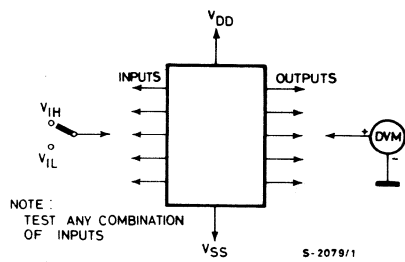 VDD
INPUTS
OUTPUTS
VIH
VIL
+
DVM
-
NOTE :
TEST ANY COMBINATION
OF INPUTS
VSS
S-2079/1